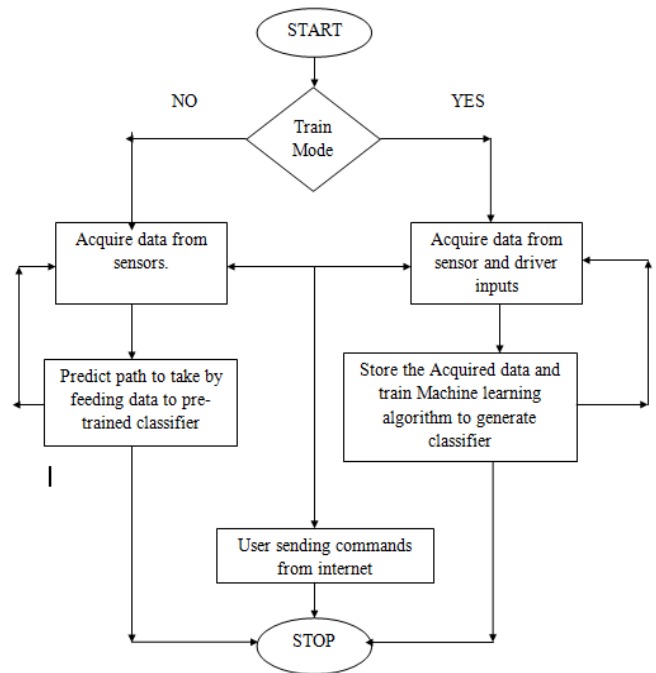 START
NO
YES
Train
Mode
Acquire data from
sensors.
Acquire data from
sensor and driver
inputs
Predict path to take by
feeding data to pre-
trained classifier
Store the Acquired data and
train Machine learning
algorithm to generate
classifier
User sending commands
from internet
STOP